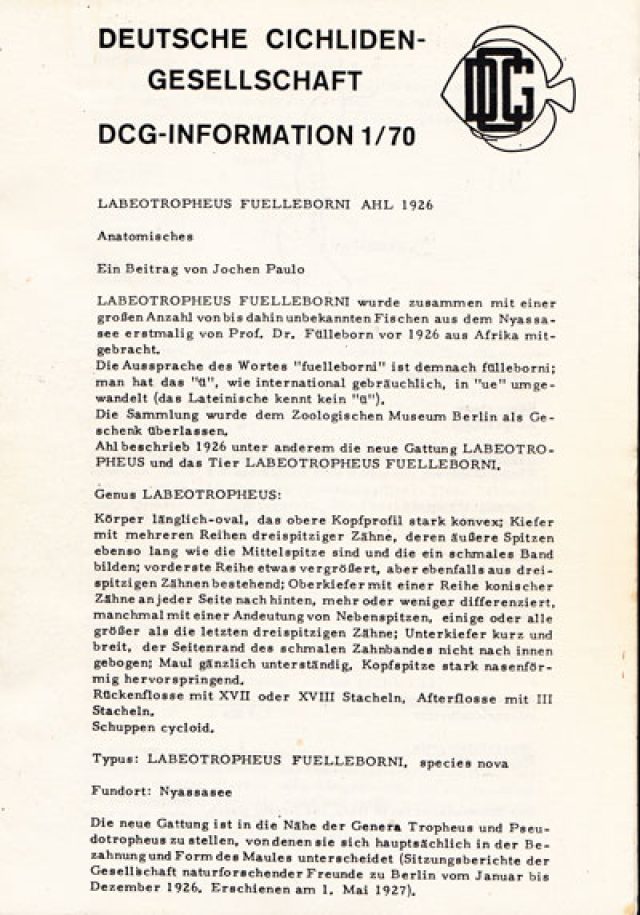 DEUTSCHE CICHLIDEN-
GESELLSCHAFT
DCG-INFORMATION 1/70
DCG
LABEOTROPHEUS FUELLEBORNI AHL 1926
Anatomisches
Ein Beitrag von Jochen Paulo
LABEOTROPHEUS FUELLEBORNI wurde zusammen mit einer
großen Anzahl von bis dahin unbekannten Fischen aus dem Nyassa-
see erstmalig von Prof. Dr. Fülleborn vor 1926 aus Afrika mit-
gebracht.
Die Aussprache des Wortes "fuelleborni" ist demnach fülleborni;
man hat das "ü", wie international gebräuchlich, in "ue" umge-
wandelt (das Lateinische kennt kein "ü").
Die Sammlung wurde dem Zoologischen Museum Berlin als Ge-
schenk überlassen.
Ahl beschrieb 1926 unter anderem die neue Gattung LABEOTRO-
PHEUS und das Tier LABEOTROPHEUS FUELLEBORNI.
Genus LABEOTROPHEUS:
Körper länglich-oval, das obere Kopfprofil stark konvex; Kiefer
mit mehreren Reihen dreispitziger Zähne, deren äußere Spitzen
ebenso lang wie die Mittelspitze sind und die ein schmales Band
bilden; vorderste Reihe etwas vergrößert, aber ebenfalls aus drei-
spitzigen Zähnen bestehend; Oberkiefer mit einer Reihe konischer
Zähne an jeder Seite nach hinten, mehr oder weniger differenziert,
manchmal mit einer Andeutung von Nebenspitzen, einige oder alle
größer als die letzten dreispitzigen Zähne; Unterkiefer kurz und
breit, der Seitenrand des schmalen Zahnbandes nicht nach innen
gebogen; Maul gänzlich unterständig, Kopfspitze stark nasenför-
mig hervorspringend.
Rückenflosse mit XVII oder XVIII Stacheln, Afterflosse mit III
Stacheln.
Schuppen cycloid.
Typus: LABEOTROPHEUS FUELLEBORNI, species nova
Fundort: Nyassasee
Die neue Gattung ist in die Nähe der Genera Tropheus und Pseu-
dotropheus zu stellen, von denen sie sich hauptsächlich in der Be-
zahnung und Form des Maules unterscheidet (Sitzungsberichte der
Gesellschaft naturforschender Freunde zu Berlin vom Januar bis
Dezember 1926. Erschienen am 1. Mai 1927).